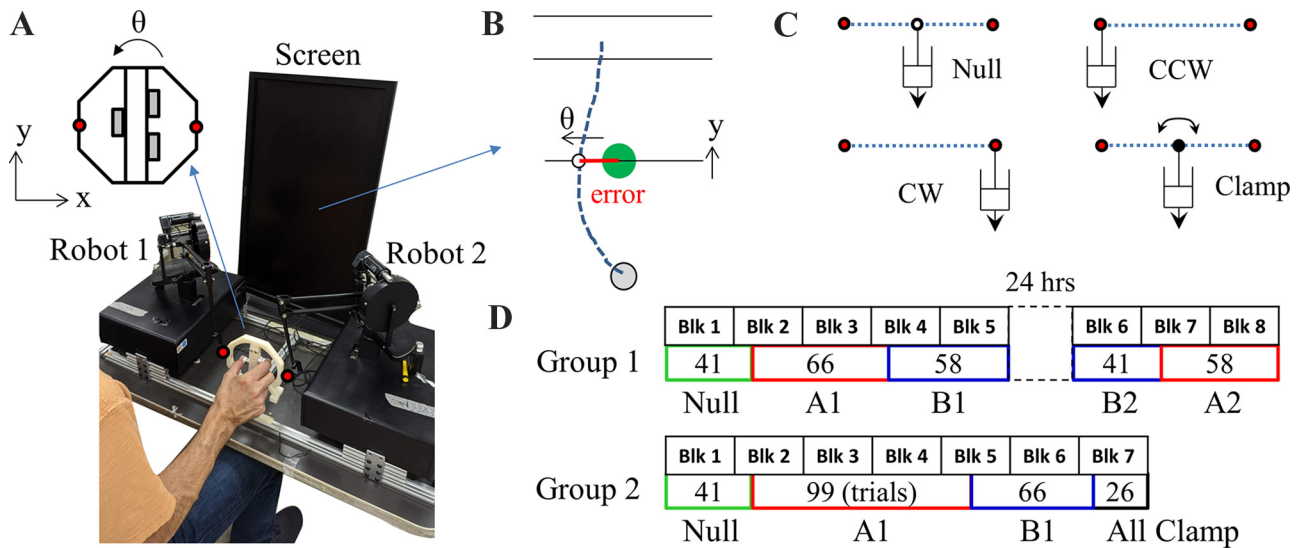 A
θ
y
x
Screen
Robot 1
Robot 2
B
θ
y
error
C
Null
CCW
CW
Clamp
D
24 hrs
Blk 1 Blk 2 Blk 3 Blk 4 Blk 5 Blk 6 Blk 7 Blk 8
Group 1 41 66 58 41 58
Null A1 B1 B2 A2
Blk 1 Blk 2 Blk 3 Blk 4 Blk 5 Blk 6 Blk 7
Group 2 41 99 (trials) 66 26
Null A1 B1 All Clamp